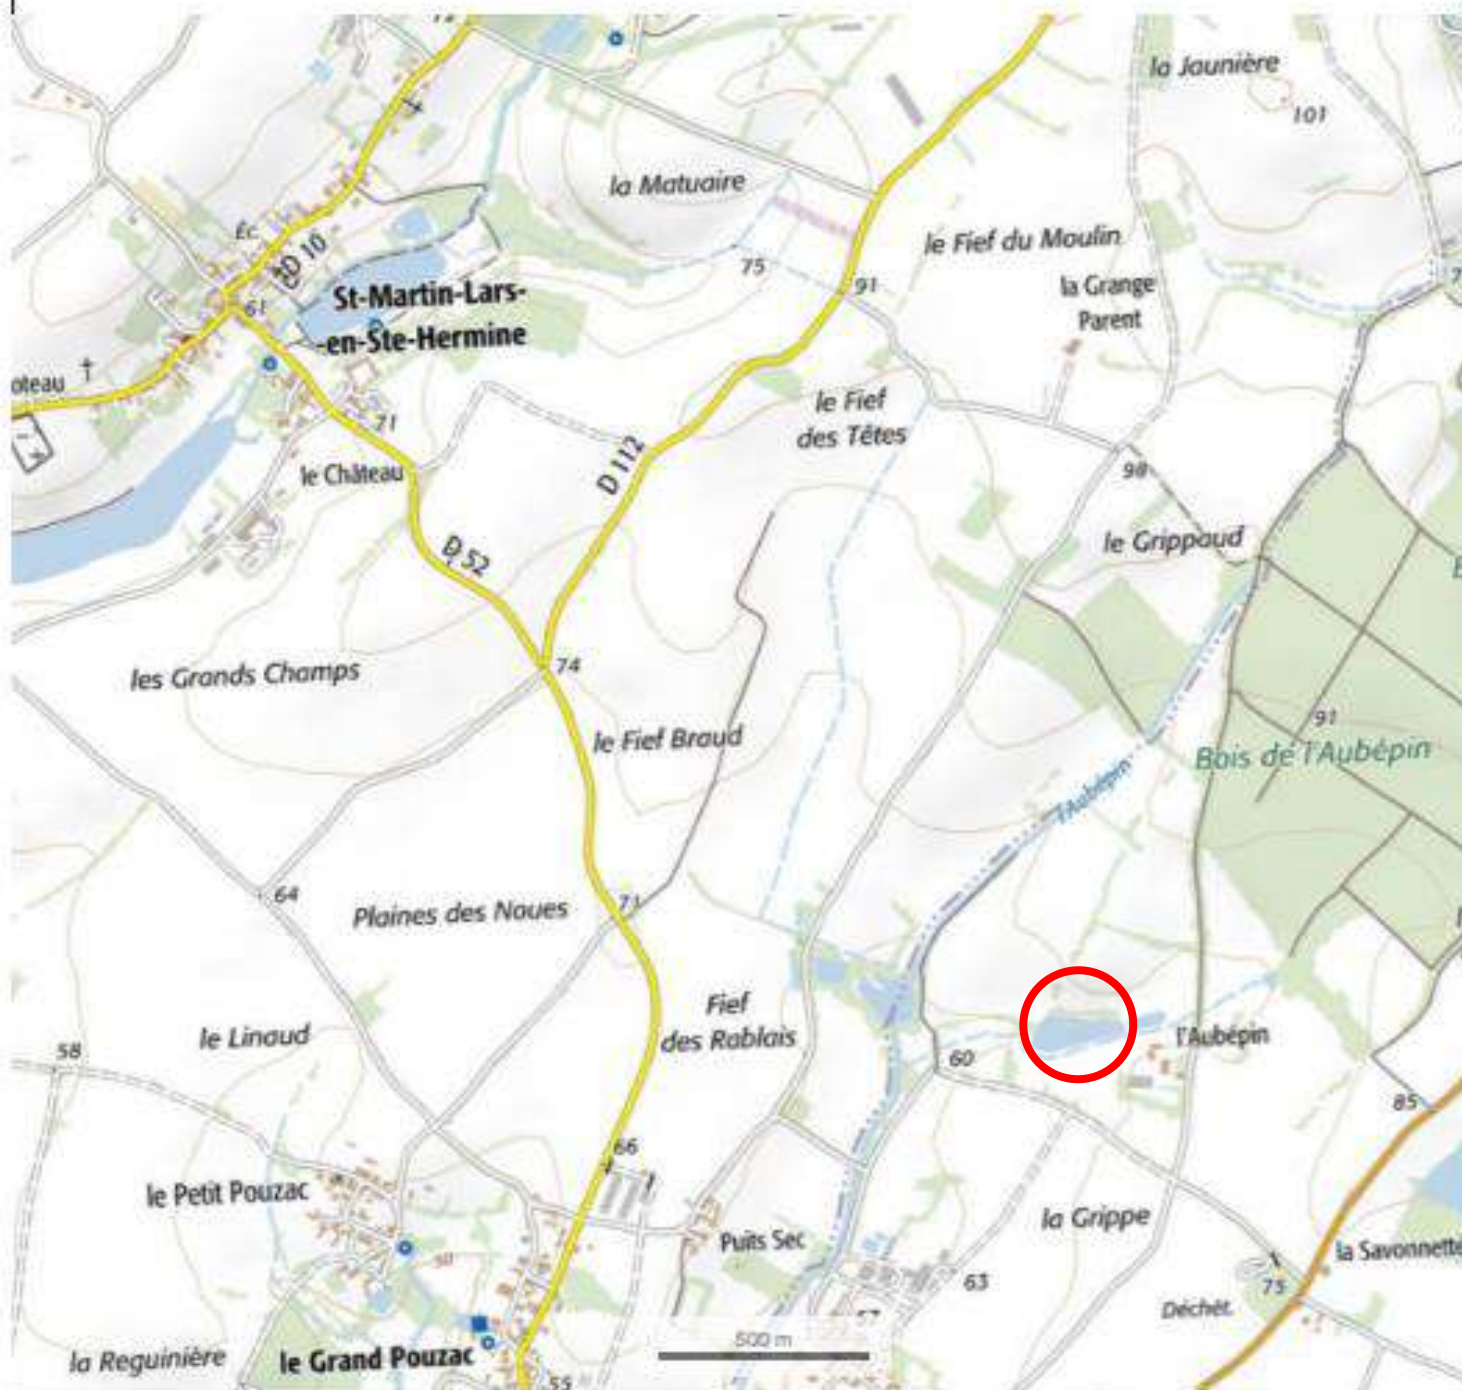 la Jaunière
101
la Matuaire
Éc.
D 10
le Fief du Moulin
75
St-Martin-Lars-
-en-Ste-Hermine
61
91
la Grange
Parent
oteau
71
le Fief
des Têtes
D 112
le Château
98
D 52
le Grippaud
74
les Grands Champs
le Fief Braud
91
Bois de l'Aubépin
l'Aubépin
64
71
Plaines des Noues
Fief
des Rablais
le Linaud
l'Aubépin
58
60
85
66
le Petit Pouzac
la Grippe
Puits Sec
50
la Savonnette
63
75
Déchèt.
500 m
la Reguinière
le Grand Pouzac
55